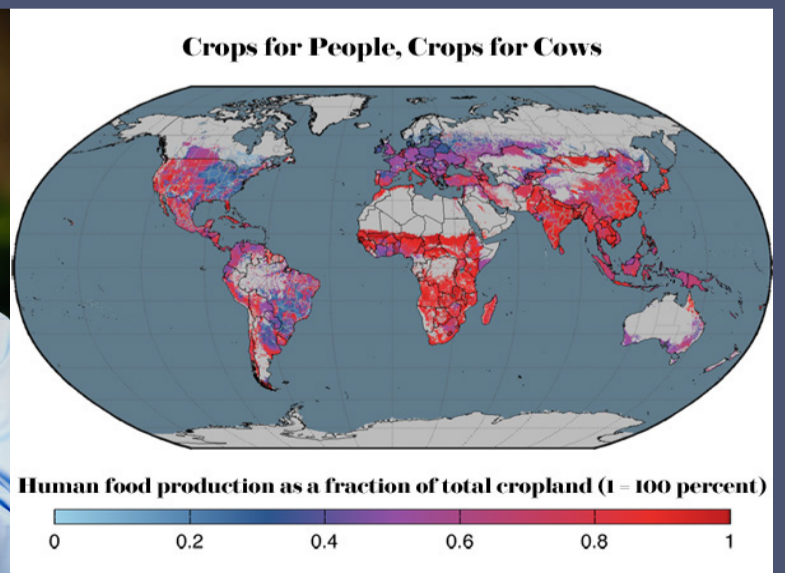 Crops for People, Crops for Cows
Human food production as a fraction of total cropland (1 = 100 percent)
0 0.2 0.4 0.6 0.8 1